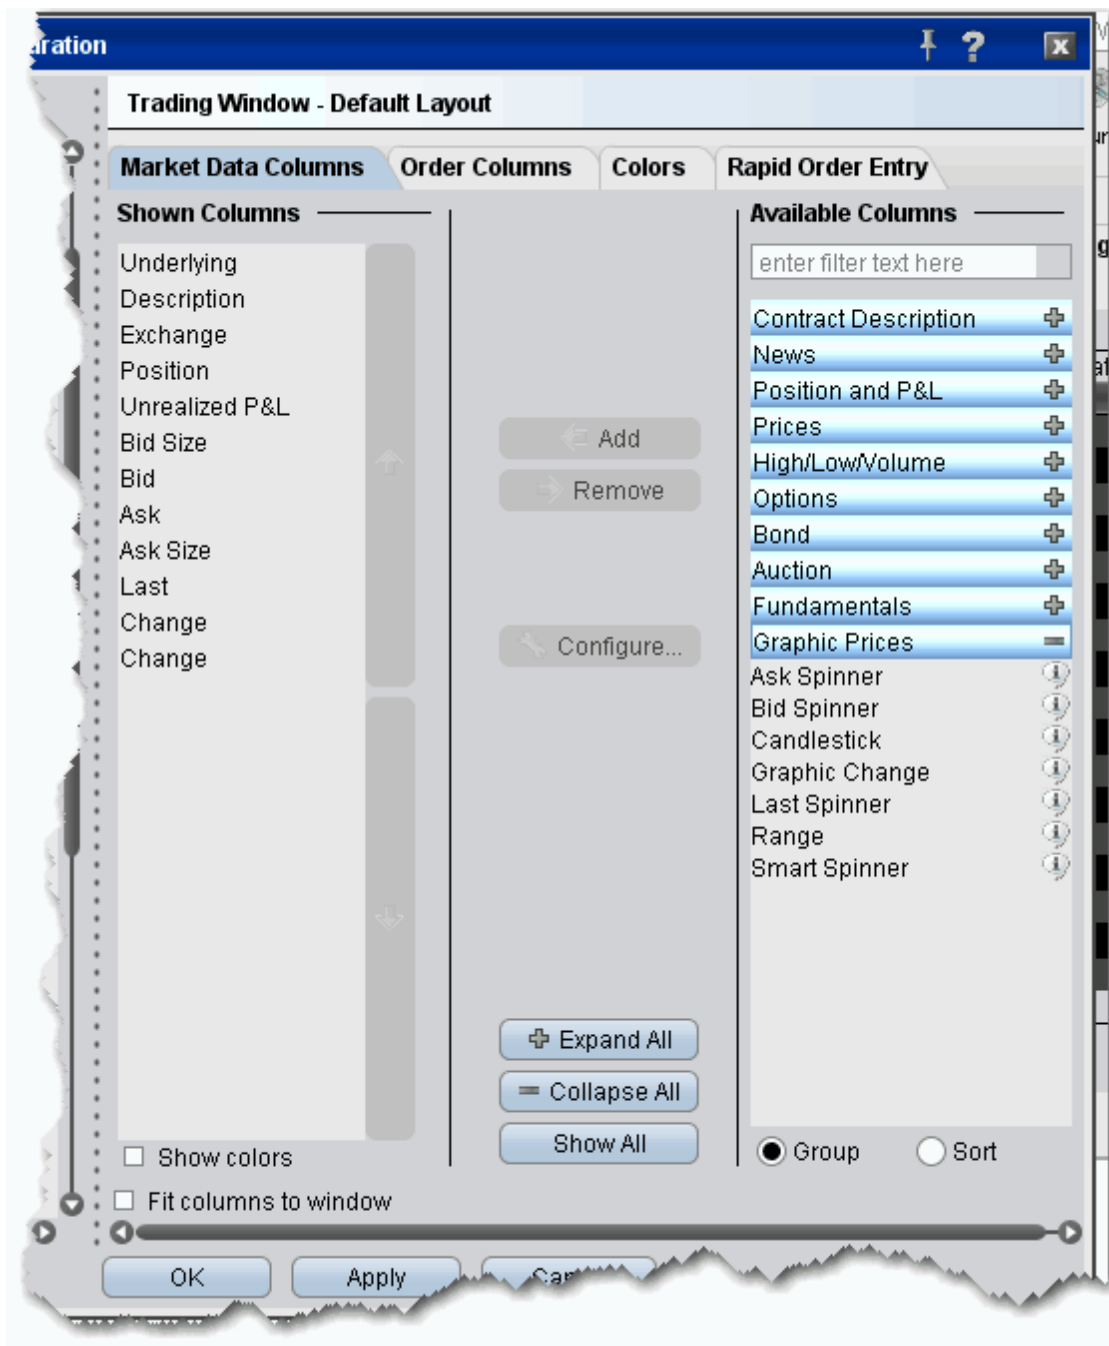 Trading Window - Default Layout
Market Data Columns
Order Columns
Colors
Rapid Order Entry
Shown Columns
Underlying
Description
Exchange
Position
Unrealized P&L
Bid Size
Bid
Ask
Ask Size
Last
Change
Change
Show colors
Fit columns to window
Add
Remove
Configure...
Expand All
Collapse All
Show All
Available Columns
enter filter text here
Contract Description
News
Position and P&L
Prices
High/Low/Volume
Options
Bond
Auction
Fundamentals
Graphic Prices
Ask Spinner
Bid Spinner
Candlestick
Graphic Change
Last Spinner
Range
Smart Spinner
Group
Sort
OK
Apply